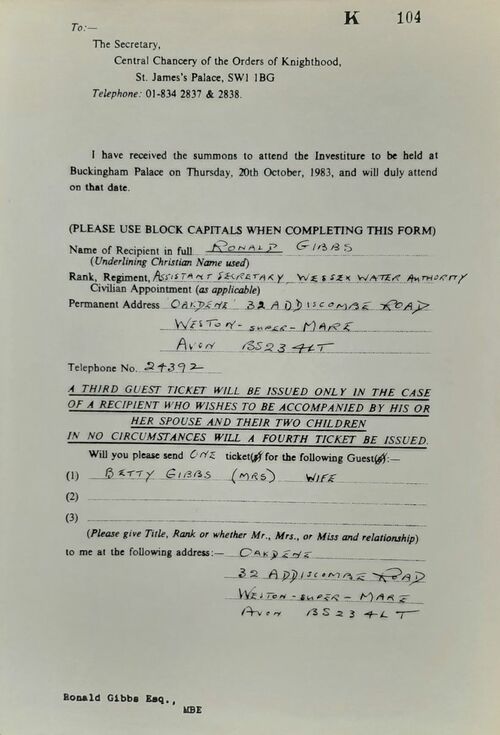 K 104
To:—
The Secretary,
Central Chancery of the Orders of Knighthood,
St. James's Palace, SW1 1BG
Telephone: 01-834 2837 & 2838.
I have received the summons to attend the Investiture to be held at
Buckingham Palace on Thursday, 20th October, 1983, and will duly attend
on that date.
(PLEASE USE BLOCK CAPITALS WHEN COMPLETING THIS FORM)
Name of Recipient in full RONALD GIBBS
(Underlining Christian Name used)
Rank, Regiment, ASSISTANT SECRETARY WESSEX WATER AUTHORITY
Civilian Appointment (as applicable)
Permanent Address 'OAKDENE' 32 ADDISCOMBE ROAD
WESTON-SUPER-MARE
AVON BS23 4LT
Telephone No. 24392
A THIRD GUEST TICKET WILL BE ISSUED ONLY IN THE CASE
OF A RECIPIENT WHO WISHES TO BE ACCOMPANIED BY HIS OR
HER SPOUSE AND THEIR TWO CHILDREN
IN NO CIRCUMSTANCES WILL A FOURTH TICKET BE ISSUED.
Will you please send ONE ticket(s) for the following Guest(s):—
(1) BETTY GIBBS (MRS) WIFE
(2)
(3)
(Please give Title, Rank or whether Mr., Mrs., or Miss and relationship)
to me at the following address:— OAKDENE
32 ADDISCOMBE ROAD
WESTON-SUPER-MARE
AVON BS23 4LT
Ronald Gibbs Esq.,
MBE